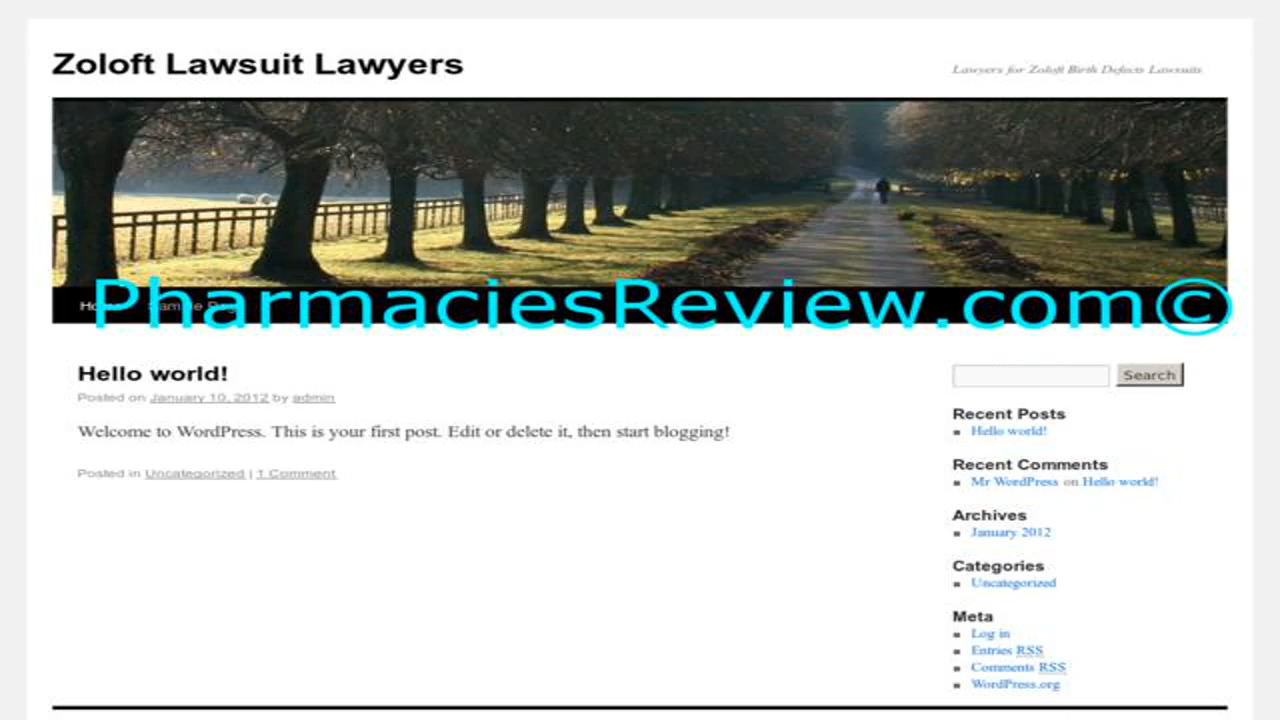 Zoloft Lawsuit Lawyers
Lawyers for Zoloft Birth Defects Lawsuits
PharmaciesReview.com©
Hello world!
Posted on January 10, 2012 by admin
Welcome to WordPress. This is your first post. Edit or delete it, then start blogging!
Posted in Uncategorized | 1 Comment
Search
Recent Posts
Hello world!
Recent Comments
Mr WordPress on Hello world!
Archives
January 2012
Categories
Uncategorized
Meta
Log in
Entries RSS
Comments RSS
WordPress.org